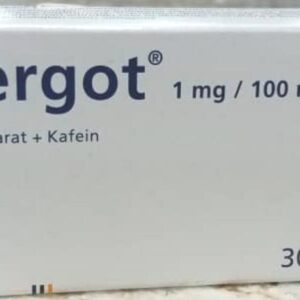 ergot® 1 mg / 100
arat + Kafein
30